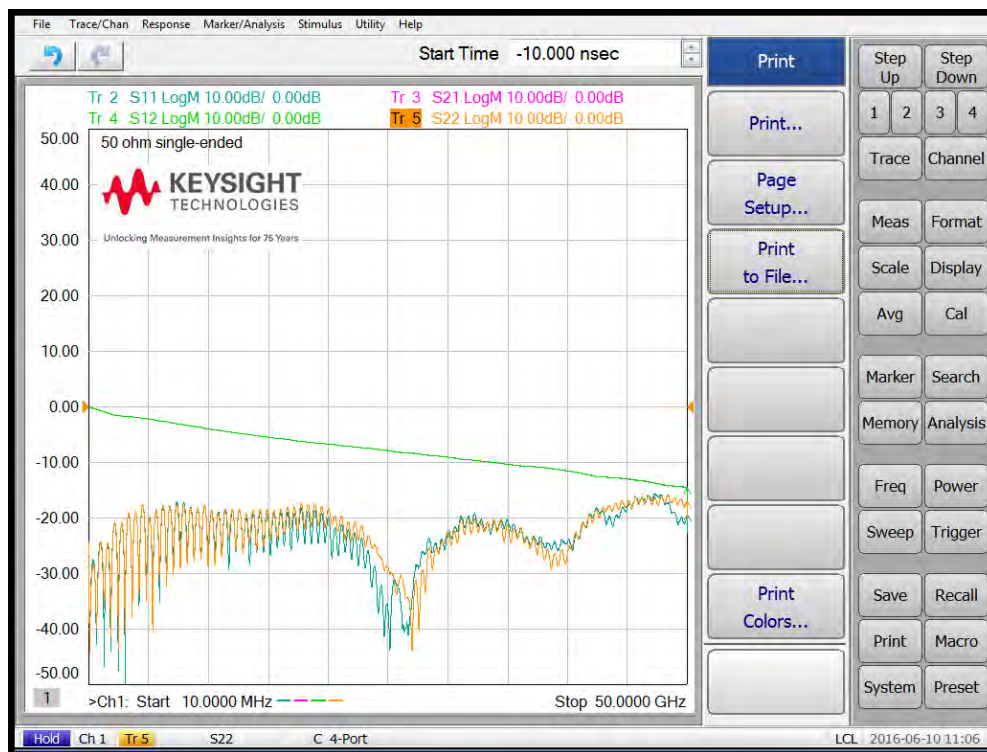 File Trace/Chan Response Marker/Analysis Stimulus Utility Help
Start Time -10.000 nsec
Tr 2 S11 LogM 10.00dB/ 0.00dB
Tr 3 S21 LogM 10.00dB/ 0.00dB
Tr 4 S12 LogM 10.00dB/ 0.00dB
Tr 5 S22 LogM 10.00dB/ 0.00dB
50 ohm single-ended
KEYSIGHT
TECHNOLOGIES
Unlocking Measurement Insights for 75 Years
50.00
40.00
30.00
20.00
10.00
0.00
-10.00
-20.00
-30.00
-40.00
-50.00
1
>Ch1: Start 10.0000 MHz
Stop 50.0000 GHz
Print
Print...
Page
Setup...
Print
to File...
Print
Colors...
Step
Up
Step
Down
1 2 3 4
Trace Channel
Meas Format
Scale Display
Avg Cal
Marker Search
Memory Analysis
Freq Power
Sweep Trigger
Save Recall
Print Macro
System Preset
Hold Ch 1 Tr 5 S22 C 4-Port LCL 2016-06-10 11:06